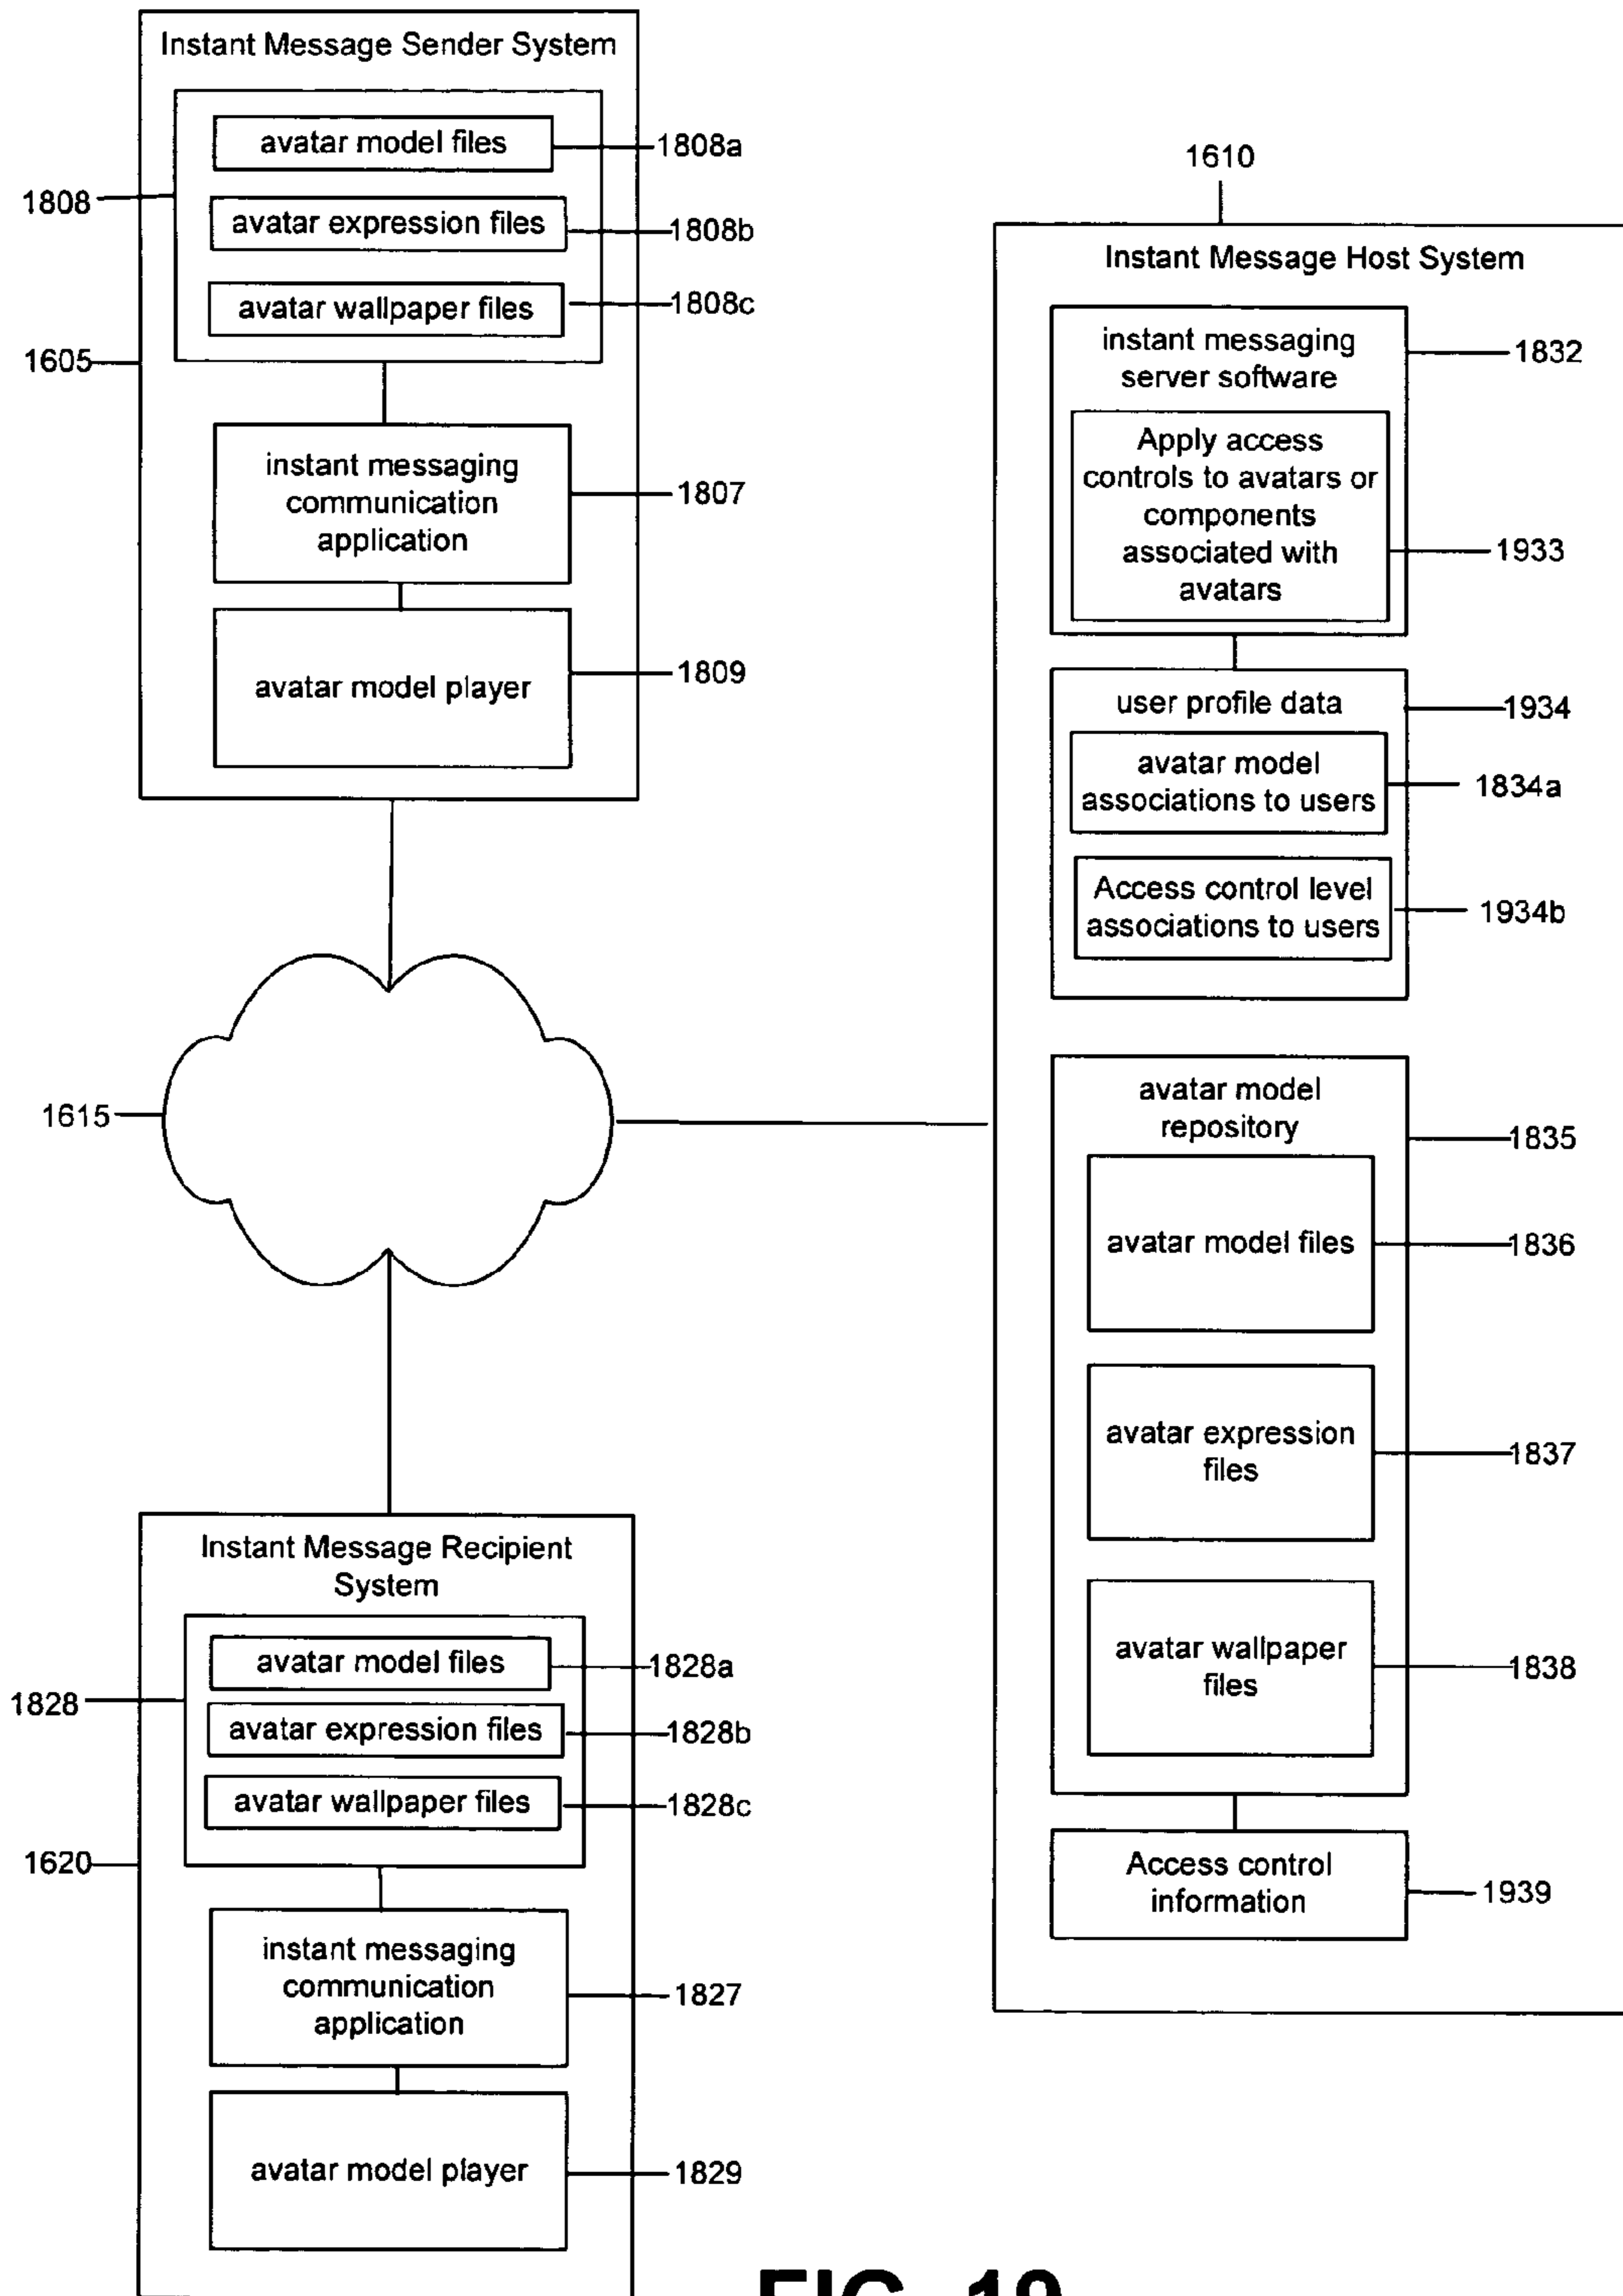 Instant Message Sender System
avatar model files
1808a
1808
avatar expression files
1808b
avatar wallpaper files
1808c
1605
instant messaging
communication
application
1807
avatar model player
1809
1615
Instant Message Recipient
System
avatar model files
1828a
1828
avatar expression files
1828b
avatar wallpaper files
1828c
1620
instant messaging
communication
application
1827
avatar model player
1829
1610
Instant Message Host System
instant messaging
server software
1832
Apply access
controls to avatars or
components
associated with
avatars
1933
user profile data
1934
avatar model
associations to users
1834a
Access control level
associations to users
1934b
avatar model
repository
1835
avatar model files
1836
avatar expression
files
1837
avatar wallpaper
files
1838
Access control
information
1939
FIG. 19